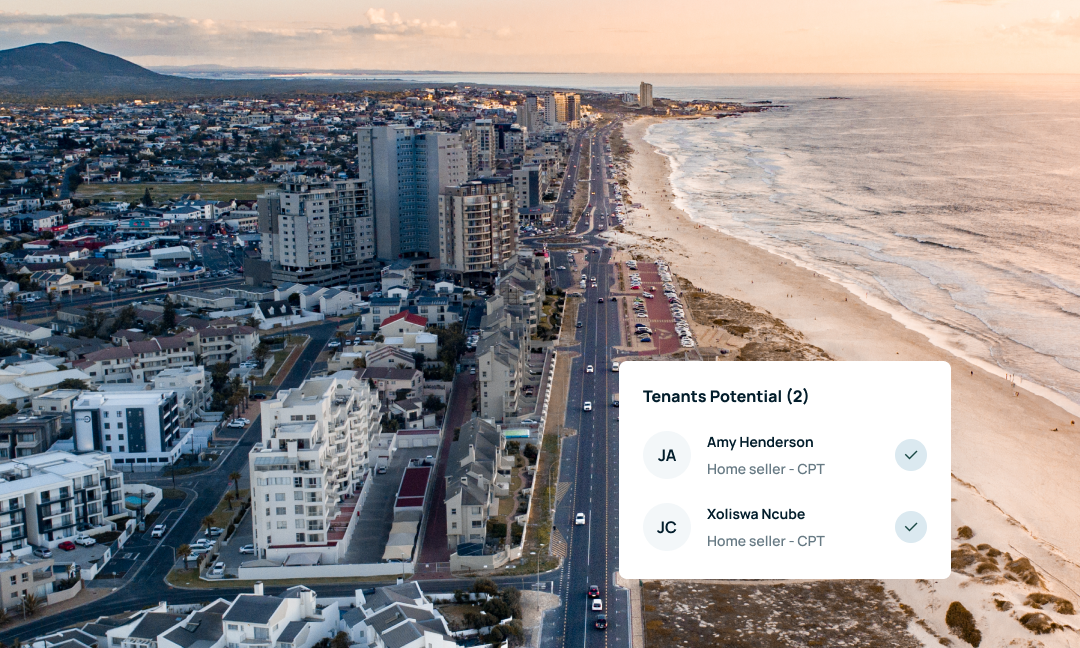 Tenants Potential (2)
JA
Amy Henderson
Home seller - CPT
JC
Xoliswa Ncube
Home seller - CPT